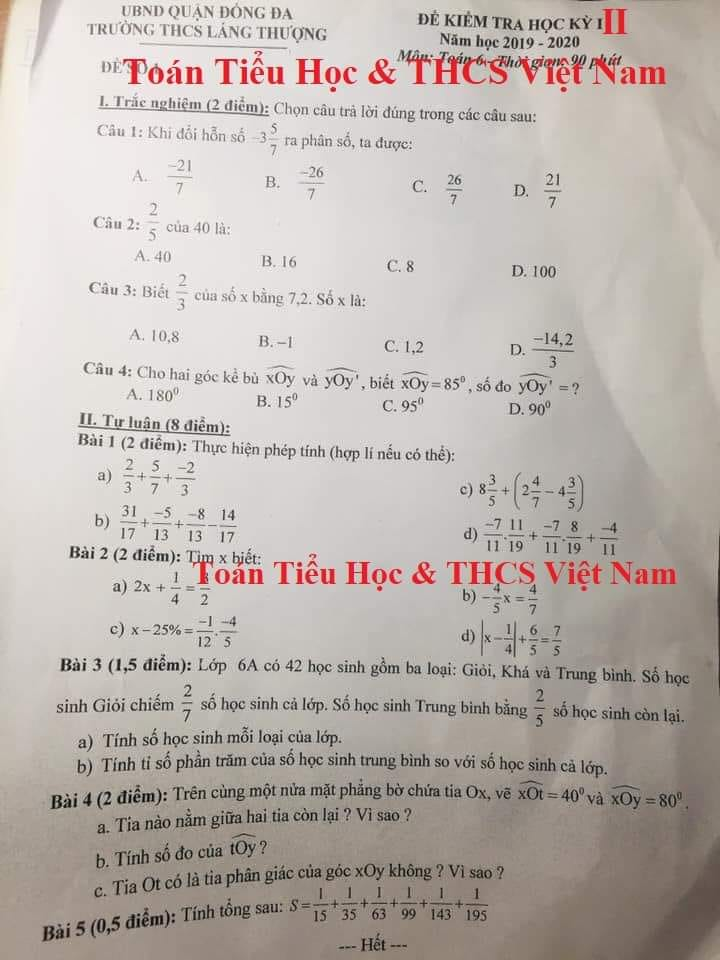 UBND QUẬN ĐỐNG ĐA
TRƯỜNG THCS LÁNG THƯỢNG
ĐỀ KIỂM TRA HỌC KỲ III
Năm học 2019 - 2020
Môn: Toán 6 - Thời gian: 90 phút
ĐỀ SỐ
Toán Tiểu Học & THCS Việt Nam
I. Trắc nghiệm (2 điểm): Chọn câu trả lời đúng trong các câu sau:
Câu 1: Khi đổi hỗn số -3 5/7 ra phân số, ta được:
A. -21/7 B. -26/7 C. 26/7 D. 21/7
Câu 2: 2/5 của 40 là:
A. 40 B. 16 C. 8 D. 100
Câu 3: Biết 2/3 của số x bằng 7,2. Số x là:
A. 10,8 B. -1 C. 1,2 D. -14,2/3
Câu 4: Cho hai góc kề bù xOy và yOy', biết xOy = 85⁰, số đo yOy' = ?
A. 180⁰ B. 15⁰ C. 95⁰ D. 90⁰
II. Tự luận (8 điểm):
Bài 1 (2 điểm): Thực hiện phép tính (hợp lí nếu có thể):
a) 2/3 + 5/7 + -2/3
c) 8 3/5 + (2 4/7 - 4 3/5)
b) 31/17 + -5/13 + -8/13 - 14/17
d) -7/11 . 11/19 + -7/11 . 8/19 + -4/11
Bài 2 (2 điểm): Tìm x biết:
Toán Tiểu Học & THCS Việt Nam
a) 2x + 1/4 = /2
b) -4/5 x = 4/7
c) x - 25% = -1/12 . -4/5
d) |x - 1/4| + 6/5 = 7/5
Bài 3 (1,5 điểm): Lớp 6A có 42 học sinh gồm ba loại: Giỏi, Khá và Trung bình. Số học
sinh Giỏi chiếm 2/7 số học sinh cả lớp. Số học sinh Trung bình bằng 2/5 số học sinh còn lại.
a) Tính số học sinh mỗi loại của lớp.
b) Tính tỉ số phần trăm của số học sinh trung bình so với số học sinh cả lớp.
Bài 4 (2 điểm): Trên cùng một nửa mặt phẳng bờ chứa tia Ox, vẽ xOt = 40⁰ và xOy = 80⁰.
a. Tia nào nằm giữa hai tia còn lại ? Vì sao ?
b. Tính số đo của tOy ?
c. Tia Ot có là tia phân giác của góc xOy không ? Vì sao ?
Bài 5 (0,5 điểm): Tính tổng sau: S = 1/15 + 1/35 + 1/63 + 1/99 + 1/143 + 1/195
--- Hết ---